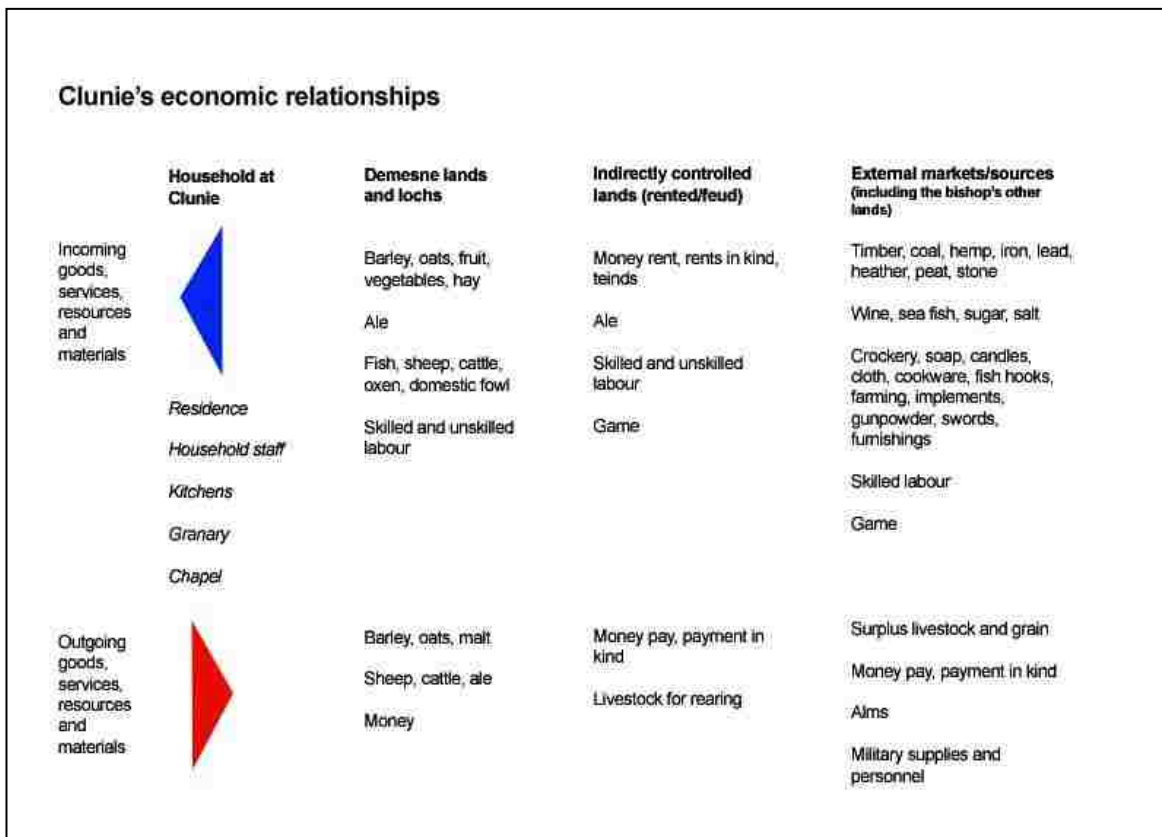 Clunie's economic relationships
Household at
Clunie
Demesne lands
and lochs
Indirectly controlled
lands (rented/feud)
External markets/sources
(including the bishop's other
lands)
Incoming
goods,
services,
resources
and
materials
Residence
Household staff
Kitchens
Granary
Chapel
Barley, oats, fruit,
vegetables, hay
Ale
Fish, sheep, cattle,
oxen, domestic fowl
Skilled and unskilled
labour
Money rent, rents in kind,
teinds
Ale
Skilled and unskilled
labour
Game
Timber, coal, hemp, iron, lead,
heather, peat, stone
Wine, sea fish, sugar, salt
Crockery, soap, candles,
cloth, cookware, fish hooks,
farming, implements,
gunpowder, swords,
furnishings
Skilled labour
Game
Outgoing
goods,
services,
resources
and
materials
Barley, oats, malt
Sheep, cattle, ale
Money
Money pay, payment in
kind
Livestock for rearing
Surplus livestock and grain
Money pay, payment in kind
Alms
Military supplies and
personnel